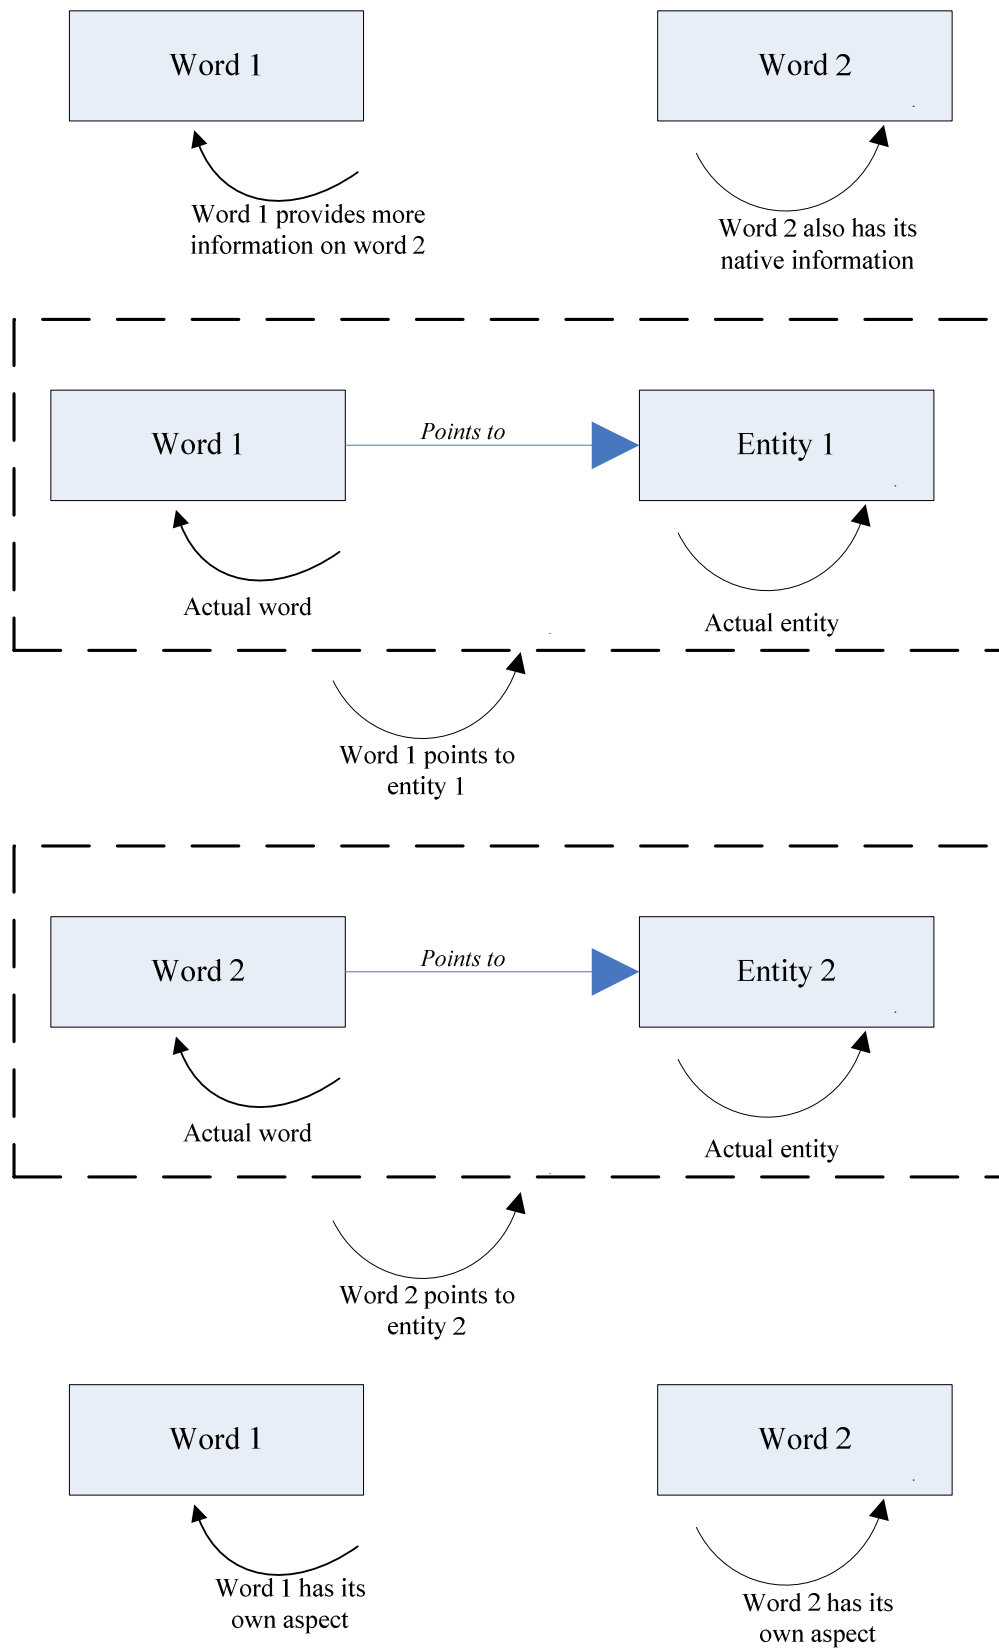 Word 1
Word 2
Word 1 provides more
information on word 2
Word 2 also has its
native information
Word 1
Points to
Entity 1
Actual word
Actual entity
Word 1 points to
entity 1
Word 2
Points to
Entity 2
Actual word
Actual entity
Word 2 points to
entity 2
Word 1
Word 2
Word 1 has its
own aspect
Word 2 has its
own aspect